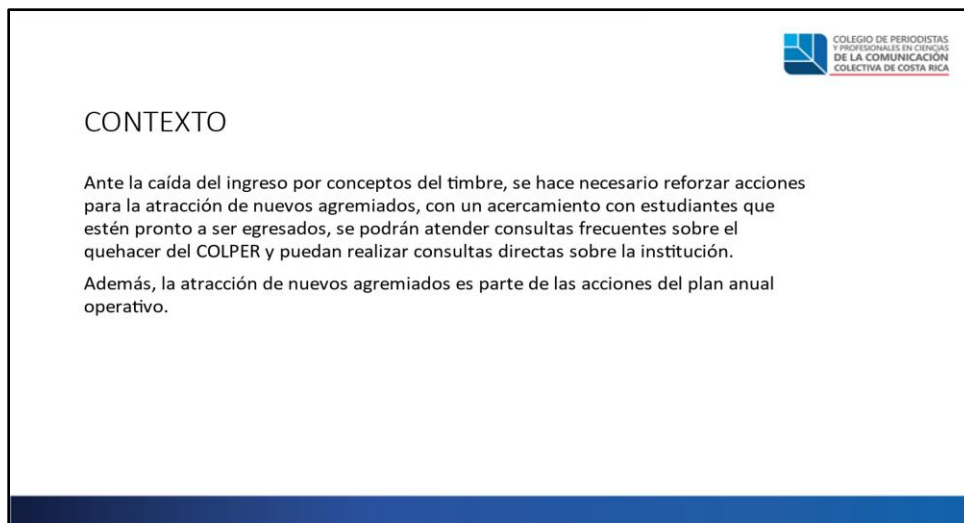 COLEGIO DE PERIODISTAS
Y PROFESIONALES EN CIENCIAS
DE LA COMUNICACIÓN
COLECTIVA DE COSTA RICA
CONTEXTO
Ante la caída del ingreso por conceptos del timbre, se hace necesario reforzar acciones
para la atracción de nuevos agremiados, con un acercamiento con estudiantes que
estén pronto a ser egresados, se podrán atender consultas frecuentes sobre el
quehacer del COLPER y puedan realizar consultas directas sobre la institución.
Además, la atracción de nuevos agremiados es parte de las acciones del plan anual
operativo.